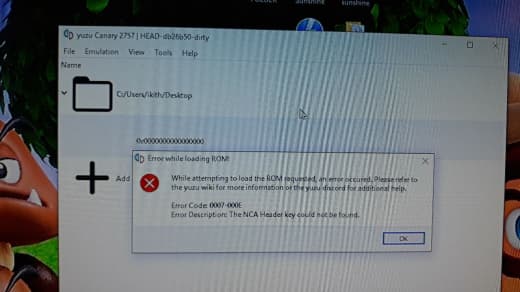 sunshine
sunshine
yuzu Canary 2757 | HEAD-db26b50-dirty
File Emulation View Tools Help
Name
C:/Users/ikith/Desktop
0x0000000000000000
Add
Error while loading ROM!
While attempting to load the ROM requested, an error occured. Please refer to
the yuzu wiki for more information or the yuzu discord for additional help.
Error Code: 0007-000E
Error Description: The NCA Header key could not be found.
OK